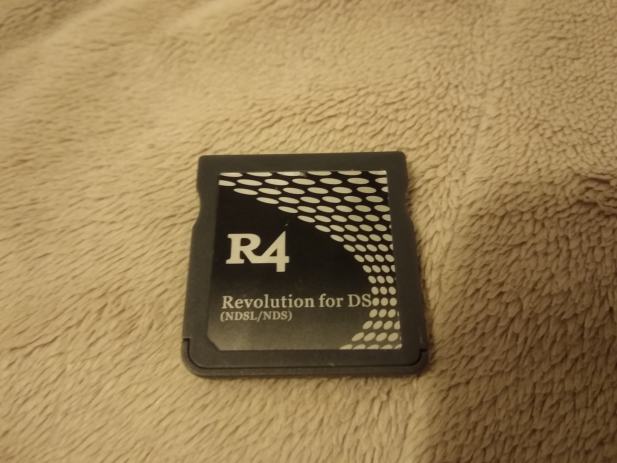 R4
Revolution for DS
(NDSL/NDS)